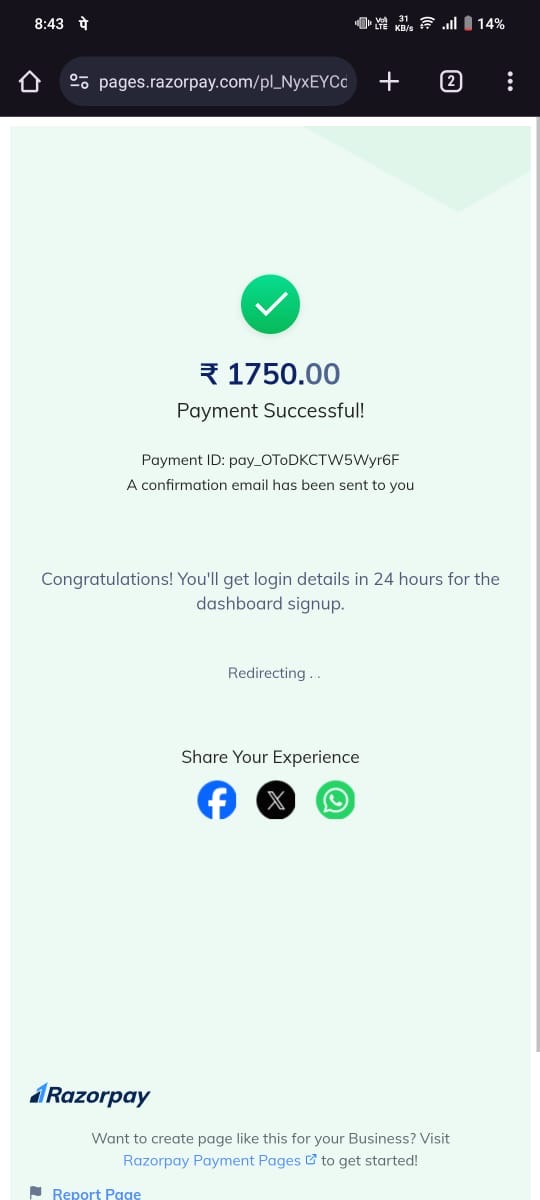 8:43 पे Vo) LTE 31 KB/s 14%
pages.razorpay.com/pl_NyxEYCc 2
₹ 1750.00
Payment Successful!
Payment ID: pay_OToDKCTW5Wyr6F
A confirmation email has been sent to you
Congratulations! You'll get login details in 24 hours for the
dashboard signup.
Redirecting . .
Share Your Experience
Razorpay
Want to create page like this for your Business? Visit
Razorpay Payment Pages to get started!
Report Page